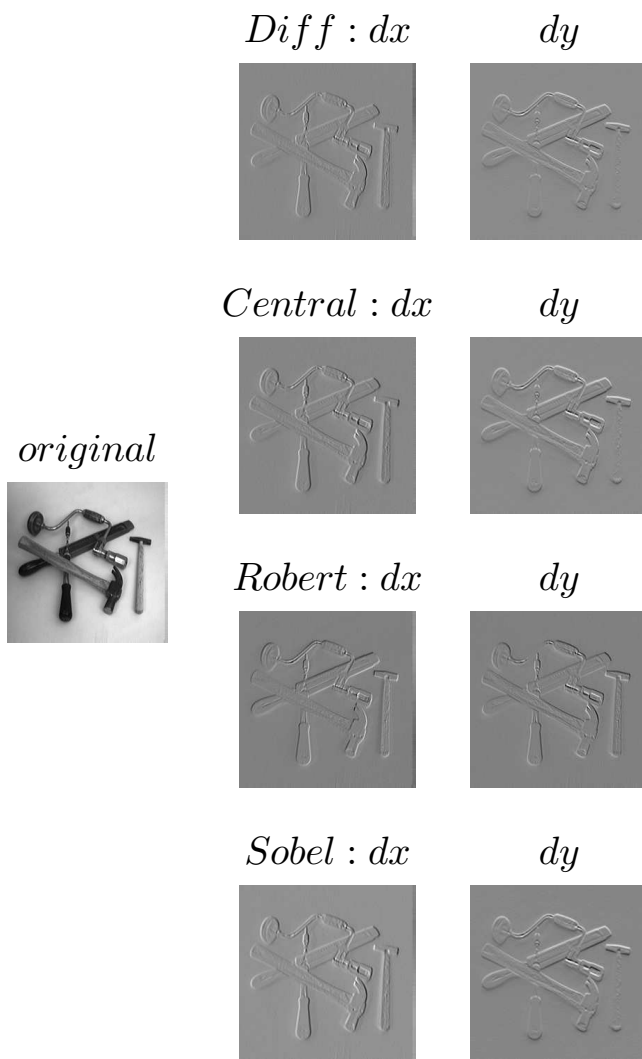 Diff : dx
dy
Central : dx
dy
original
Robert : dx
dy
Sobel : dx
dy